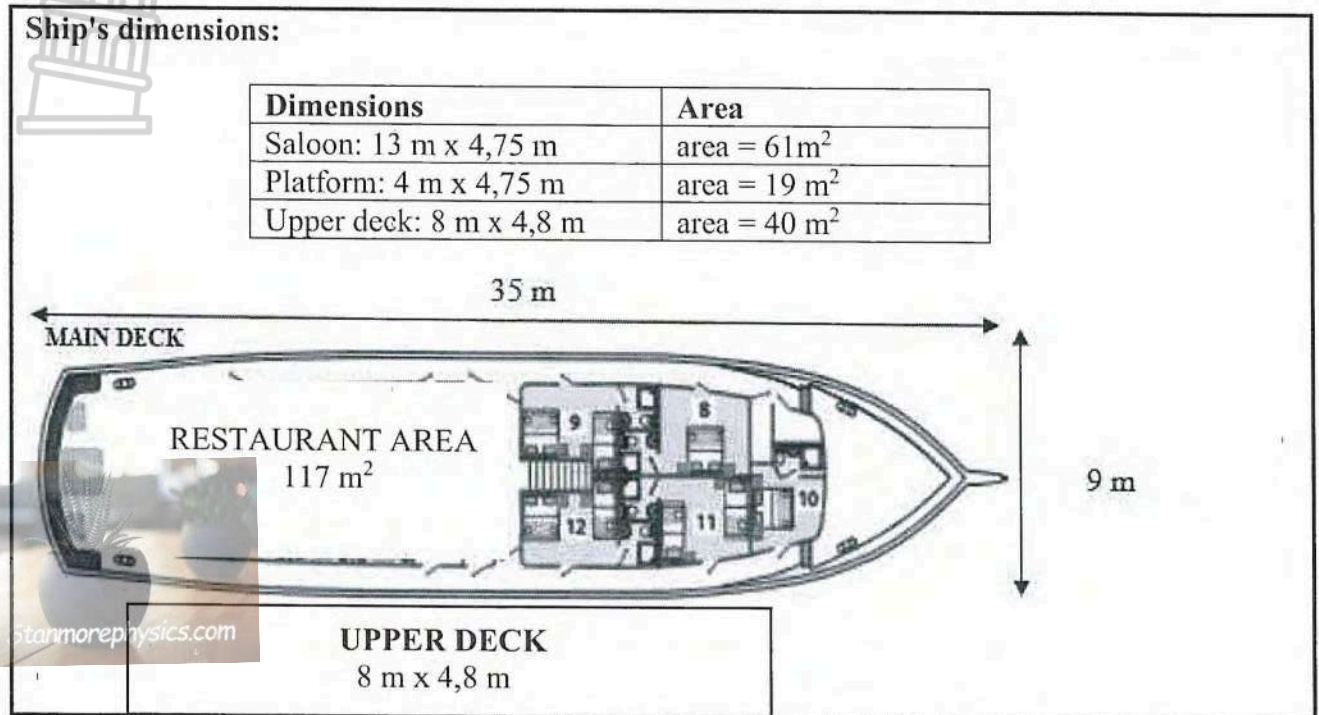 Ship's dimensions:
Dimensions Area
Saloon: 13 m x 4,75 m area = 61m²
Platform: 4 m x 4,75 m area = 19 m²
Upper deck: 8 m x 4,8 m area = 40 m²
35 m
MAIN DECK
9
8
RESTAURANT AREA
117 m²
9 m
10
12
11
Stanmorephysics.com
UPPER DECK
8 m x 4,8 m